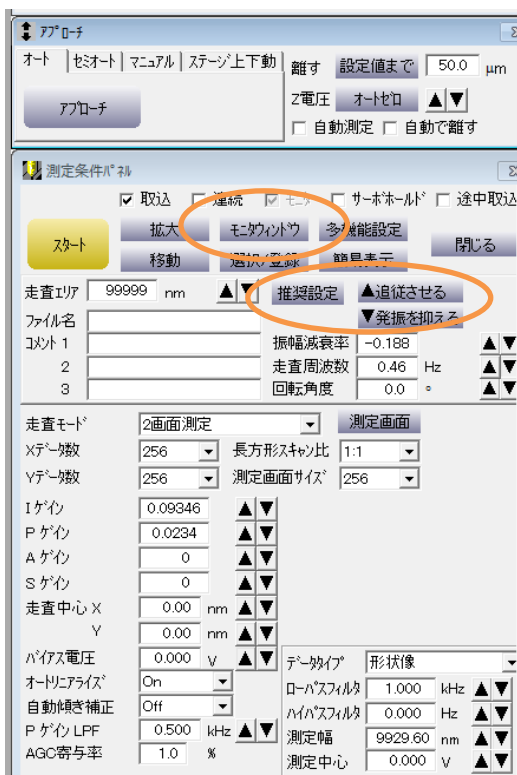 アプローチ
オート セミオート マニュアル ステージ上下動
離す 設定値まで 50.0 μm
アプローチ
Z電圧 オートゼロ ▲▼
自動測定 自動で離す
測定条件パネル
取込 連続 モニタ サーボホールド 途中取込
スタート 拡大 モニタウィンドウ 多機能設定 閉じる
移動 選択/登録 簡易表示
走査エリア 99999 nm ▲▼ 推奨設定 ▲追従させる
ファイル名 ▼発振を抑える
コメント 1 振幅減衰率 -0.188 ▲▼
2 走査周波数 0.46 Hz ▲▼
3 回転角度 0.0 ° ▲▼
走査モード 2画面測定 測定画面
Xデータ数 256 長方形スキャン比 1:1
Yデータ数 256 測定画面サイズ 256
I ゲイン 0.09346 ▲▼
P ゲイン 0.0234 ▲▼
A ゲイン 0 ▲▼
S ゲイン 0 ▲▼
走査中心 X 0.00 nm ▲▼
Y 0.00 nm ▲▼
バイアス電圧 0.000 V ▲▼ データタイプ 形状像
オートリニアライズ On ローパスフィルタ 1.000 kHz ▲▼
自動傾き補正 Off ハイパスフィルタ 0.000 Hz ▲▼
P ゲイン LPF 0.500 kHz ▲▼ 測定幅 9929.60 nm ▲▼
AGC寄与率 1.0 % 測定中心 0.000 V ▲▼